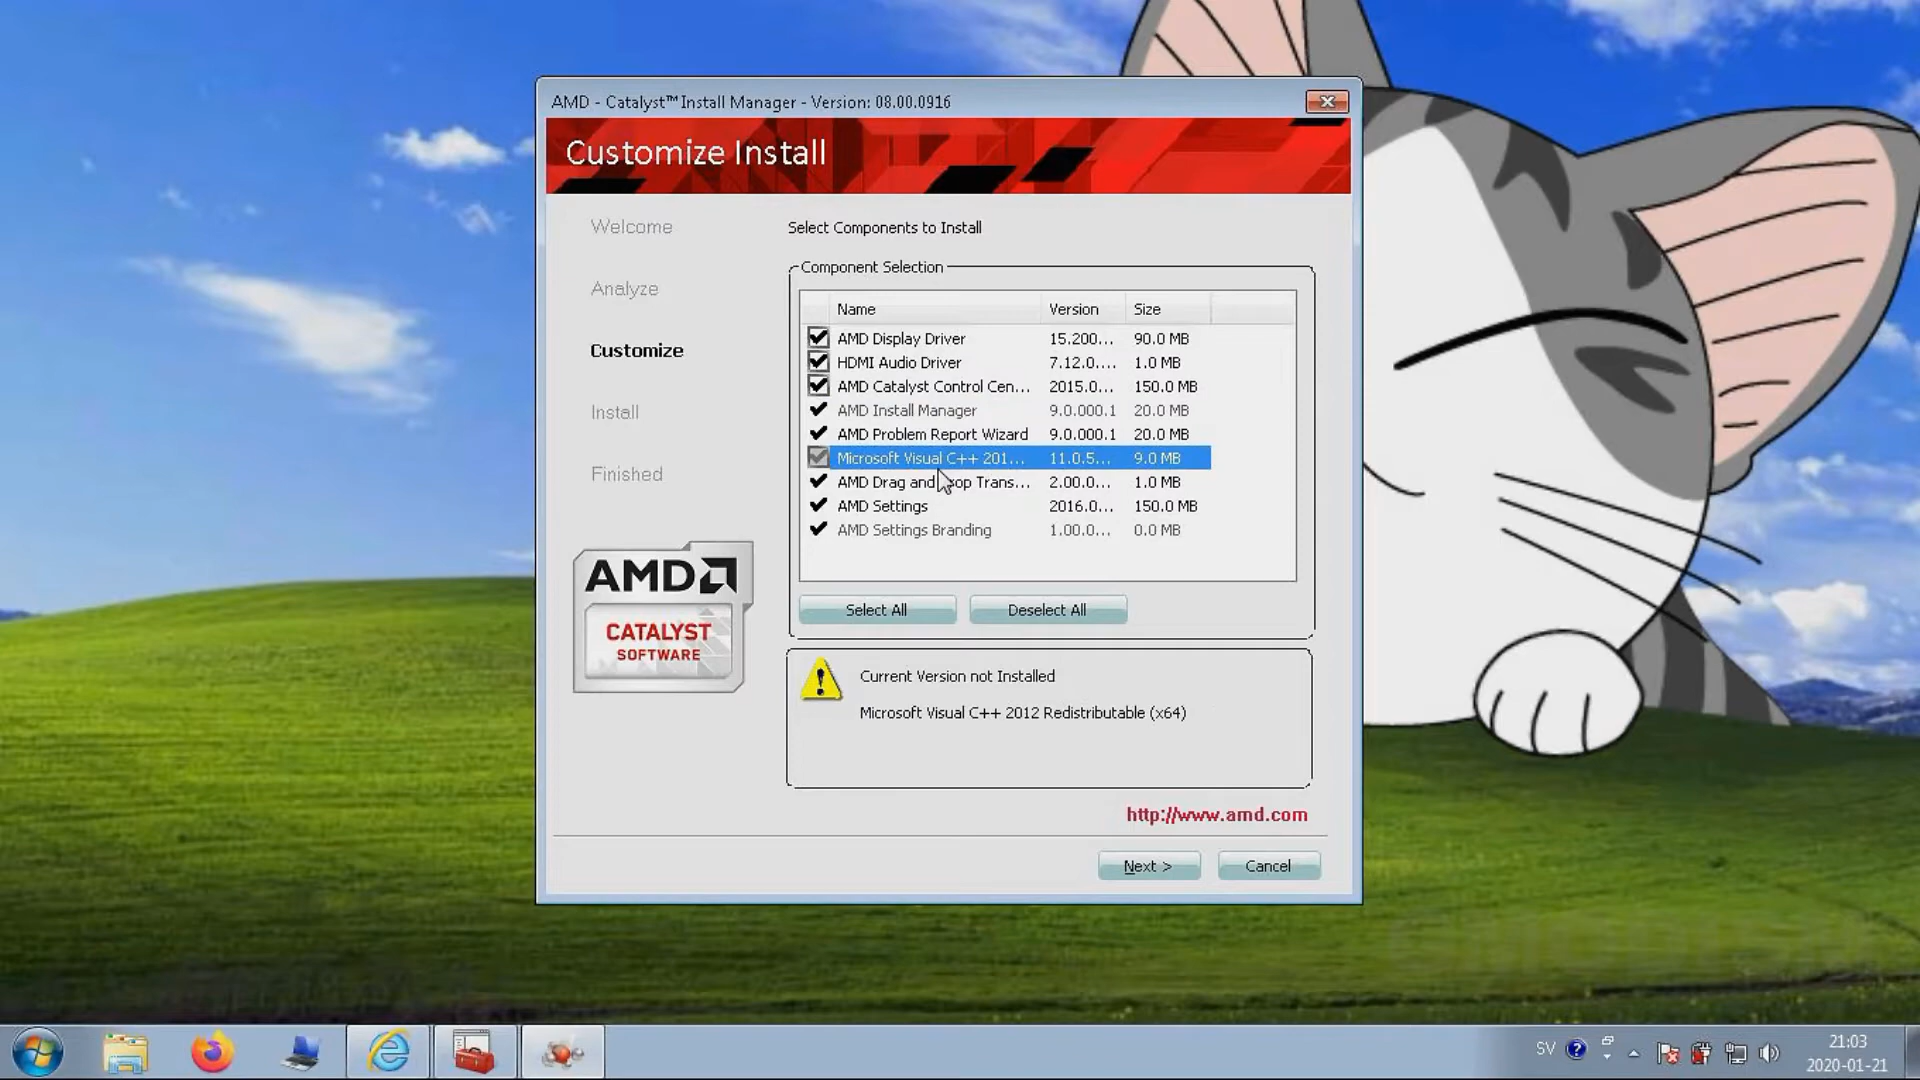 AMD - Catalyst™ Install Manager - Version: 08.00.0916
Customize Install
Welcome
Analyze
Customize
Install
Finished
AMD
CATALYST
SOFTWARE
Select Components to Install
Component Selection
Name Version Size
AMD Display Driver 15.200... 90.0 MB
HDMI Audio Driver 7.12.0.... 1.0 MB
AMD Catalyst Control Cen... 2015.0... 150.0 MB
AMD Install Manager 9.0.000.1 20.0 MB
AMD Problem Report Wizard 9.0.000.1 20.0 MB
Microsoft Visual C++ 201... 11.0.5... 9.0 MB
AMD Drag and Trans... 2.00.0... 1.0 MB
AMD Settings 2016.0... 150.0 MB
AMD Settings Branding 1.00.0... 0.0 MB
Select All Deselect All
Current Version not Installed
Microsoft Visual C++ 2012 Redistributable (x64)
http://www.amd.com
Next > Cancel
SV
21:03
2020-01-21